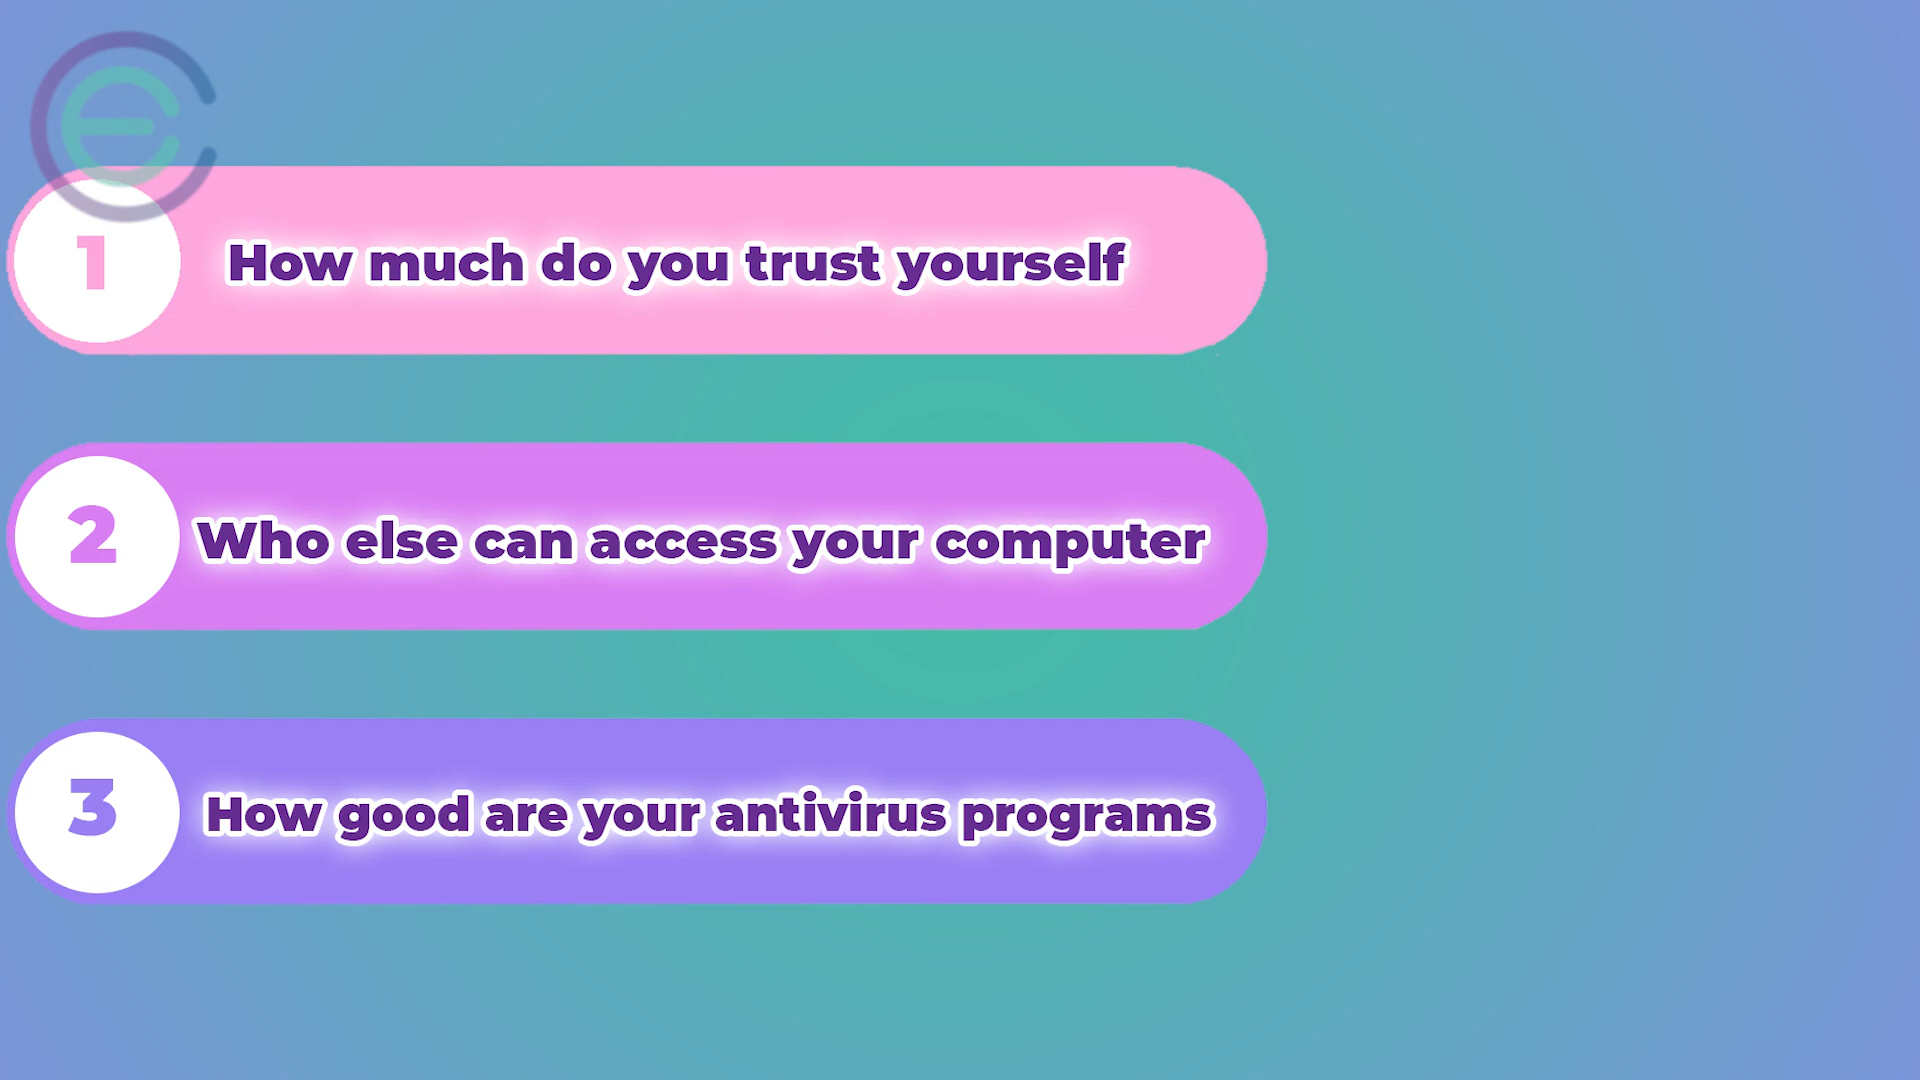 1
How much do you trust yourself
2
Who else can access your computer
3
How good are your antivirus programs